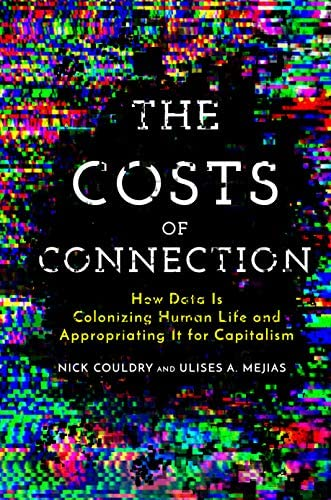 THE
COSTS
OF
CONNECTION
How Data Is
Colonizing Human Life and
Appropriating It for Capitalism
NICK COULDRY AND ULISES A. MEJIAS